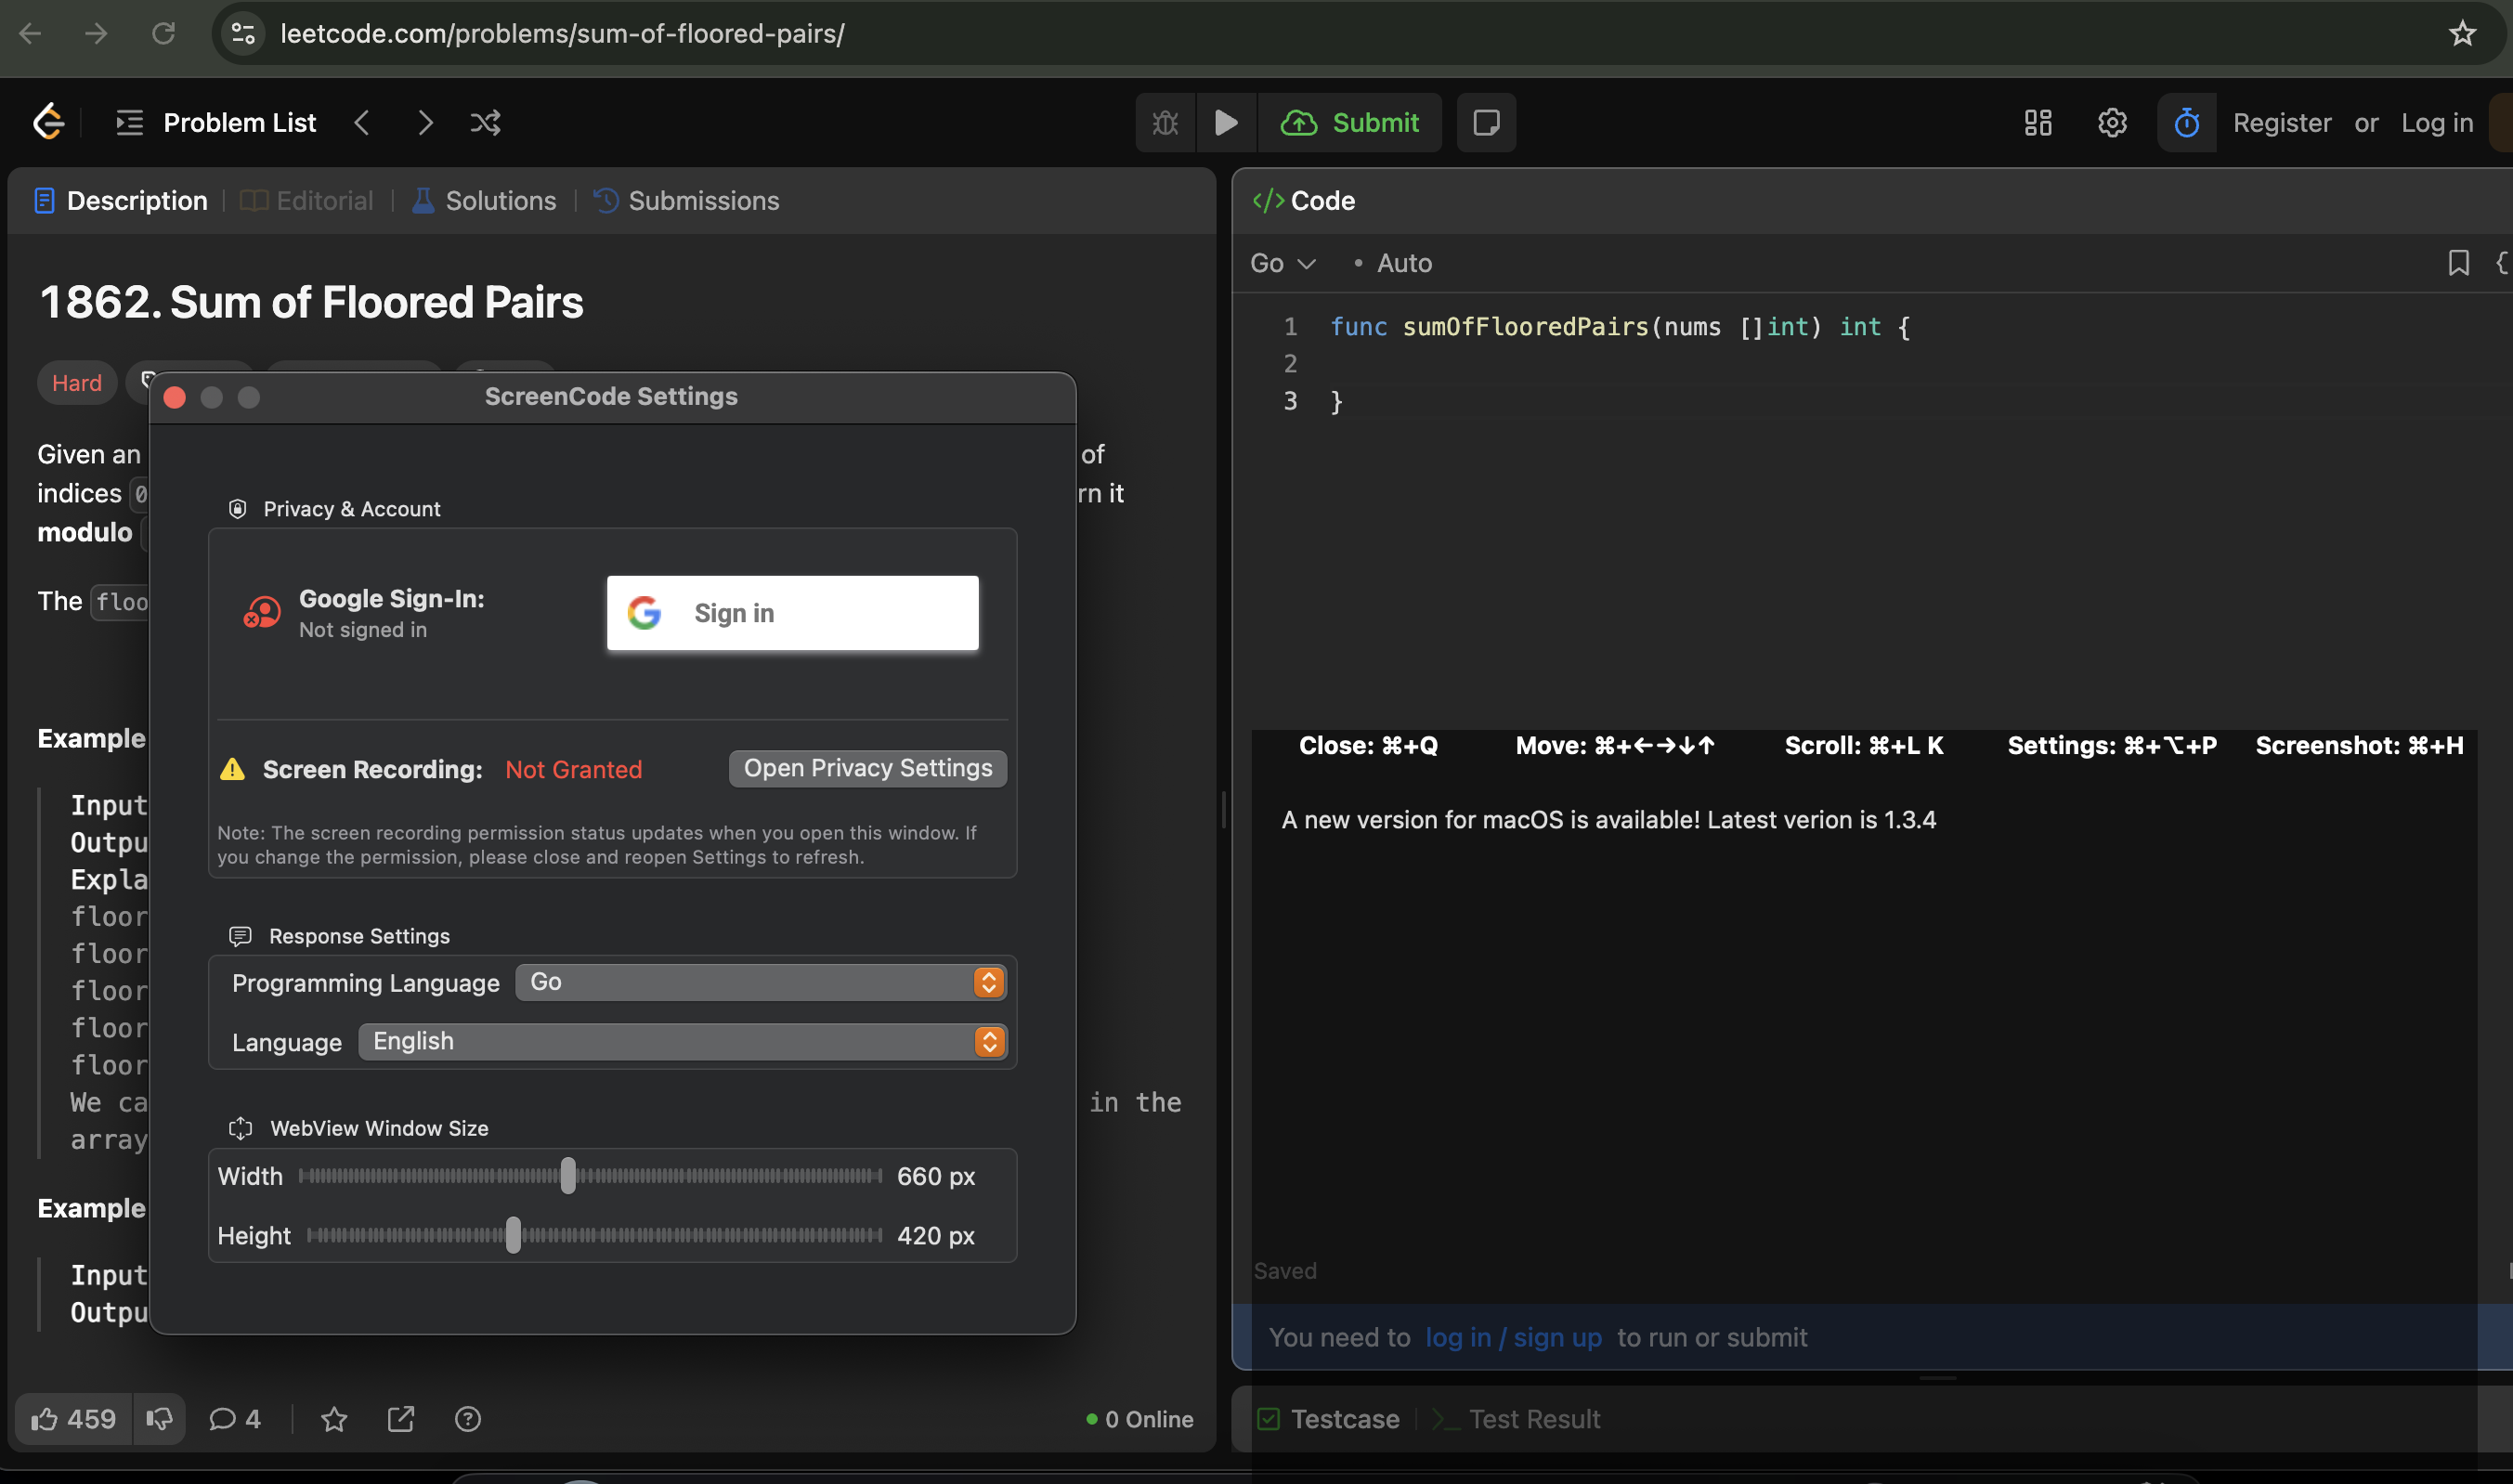 leetcode.com/problems/sum-of-floored-pairs/
Problem List
Submit
Register or Log in
Description
Editorial
Solutions
Submissions
1862. Sum of Floored Pairs
Hard
Given an
of
indices 0
rn it
modulo
The floo
Example
Input
Outpu
Expla
floor
floor
floor
floor
floor
We ca
in the
array
Example
Input
Outpu
459
4
0 Online
ScreenCode Settings
Privacy & Account
Google Sign-In:
Not signed in
Sign in
Screen Recording: Not Granted
Open Privacy Settings
Note: The screen recording permission status updates when you open this window. If
you change the permission, please close and reopen Settings to refresh.
Response Settings
Programming Language
Go
Language
English
WebView Window Size
Width
660 px
Height
420 px
</> Code
Go
• Auto
{
1 func sumOfFlooredPairs(nums []int) int {
2
3 }
Close: ⌘+Q
Move: ⌘+←→↓↑
Scroll: ⌘+L K
Settings: ⌘+⌥+P
Screenshot: ⌘+H
A new version for macOS is available! Latest verion is 1.3.4
Saved
You need to log in / sign up to run or submit
Testcase
Test Result